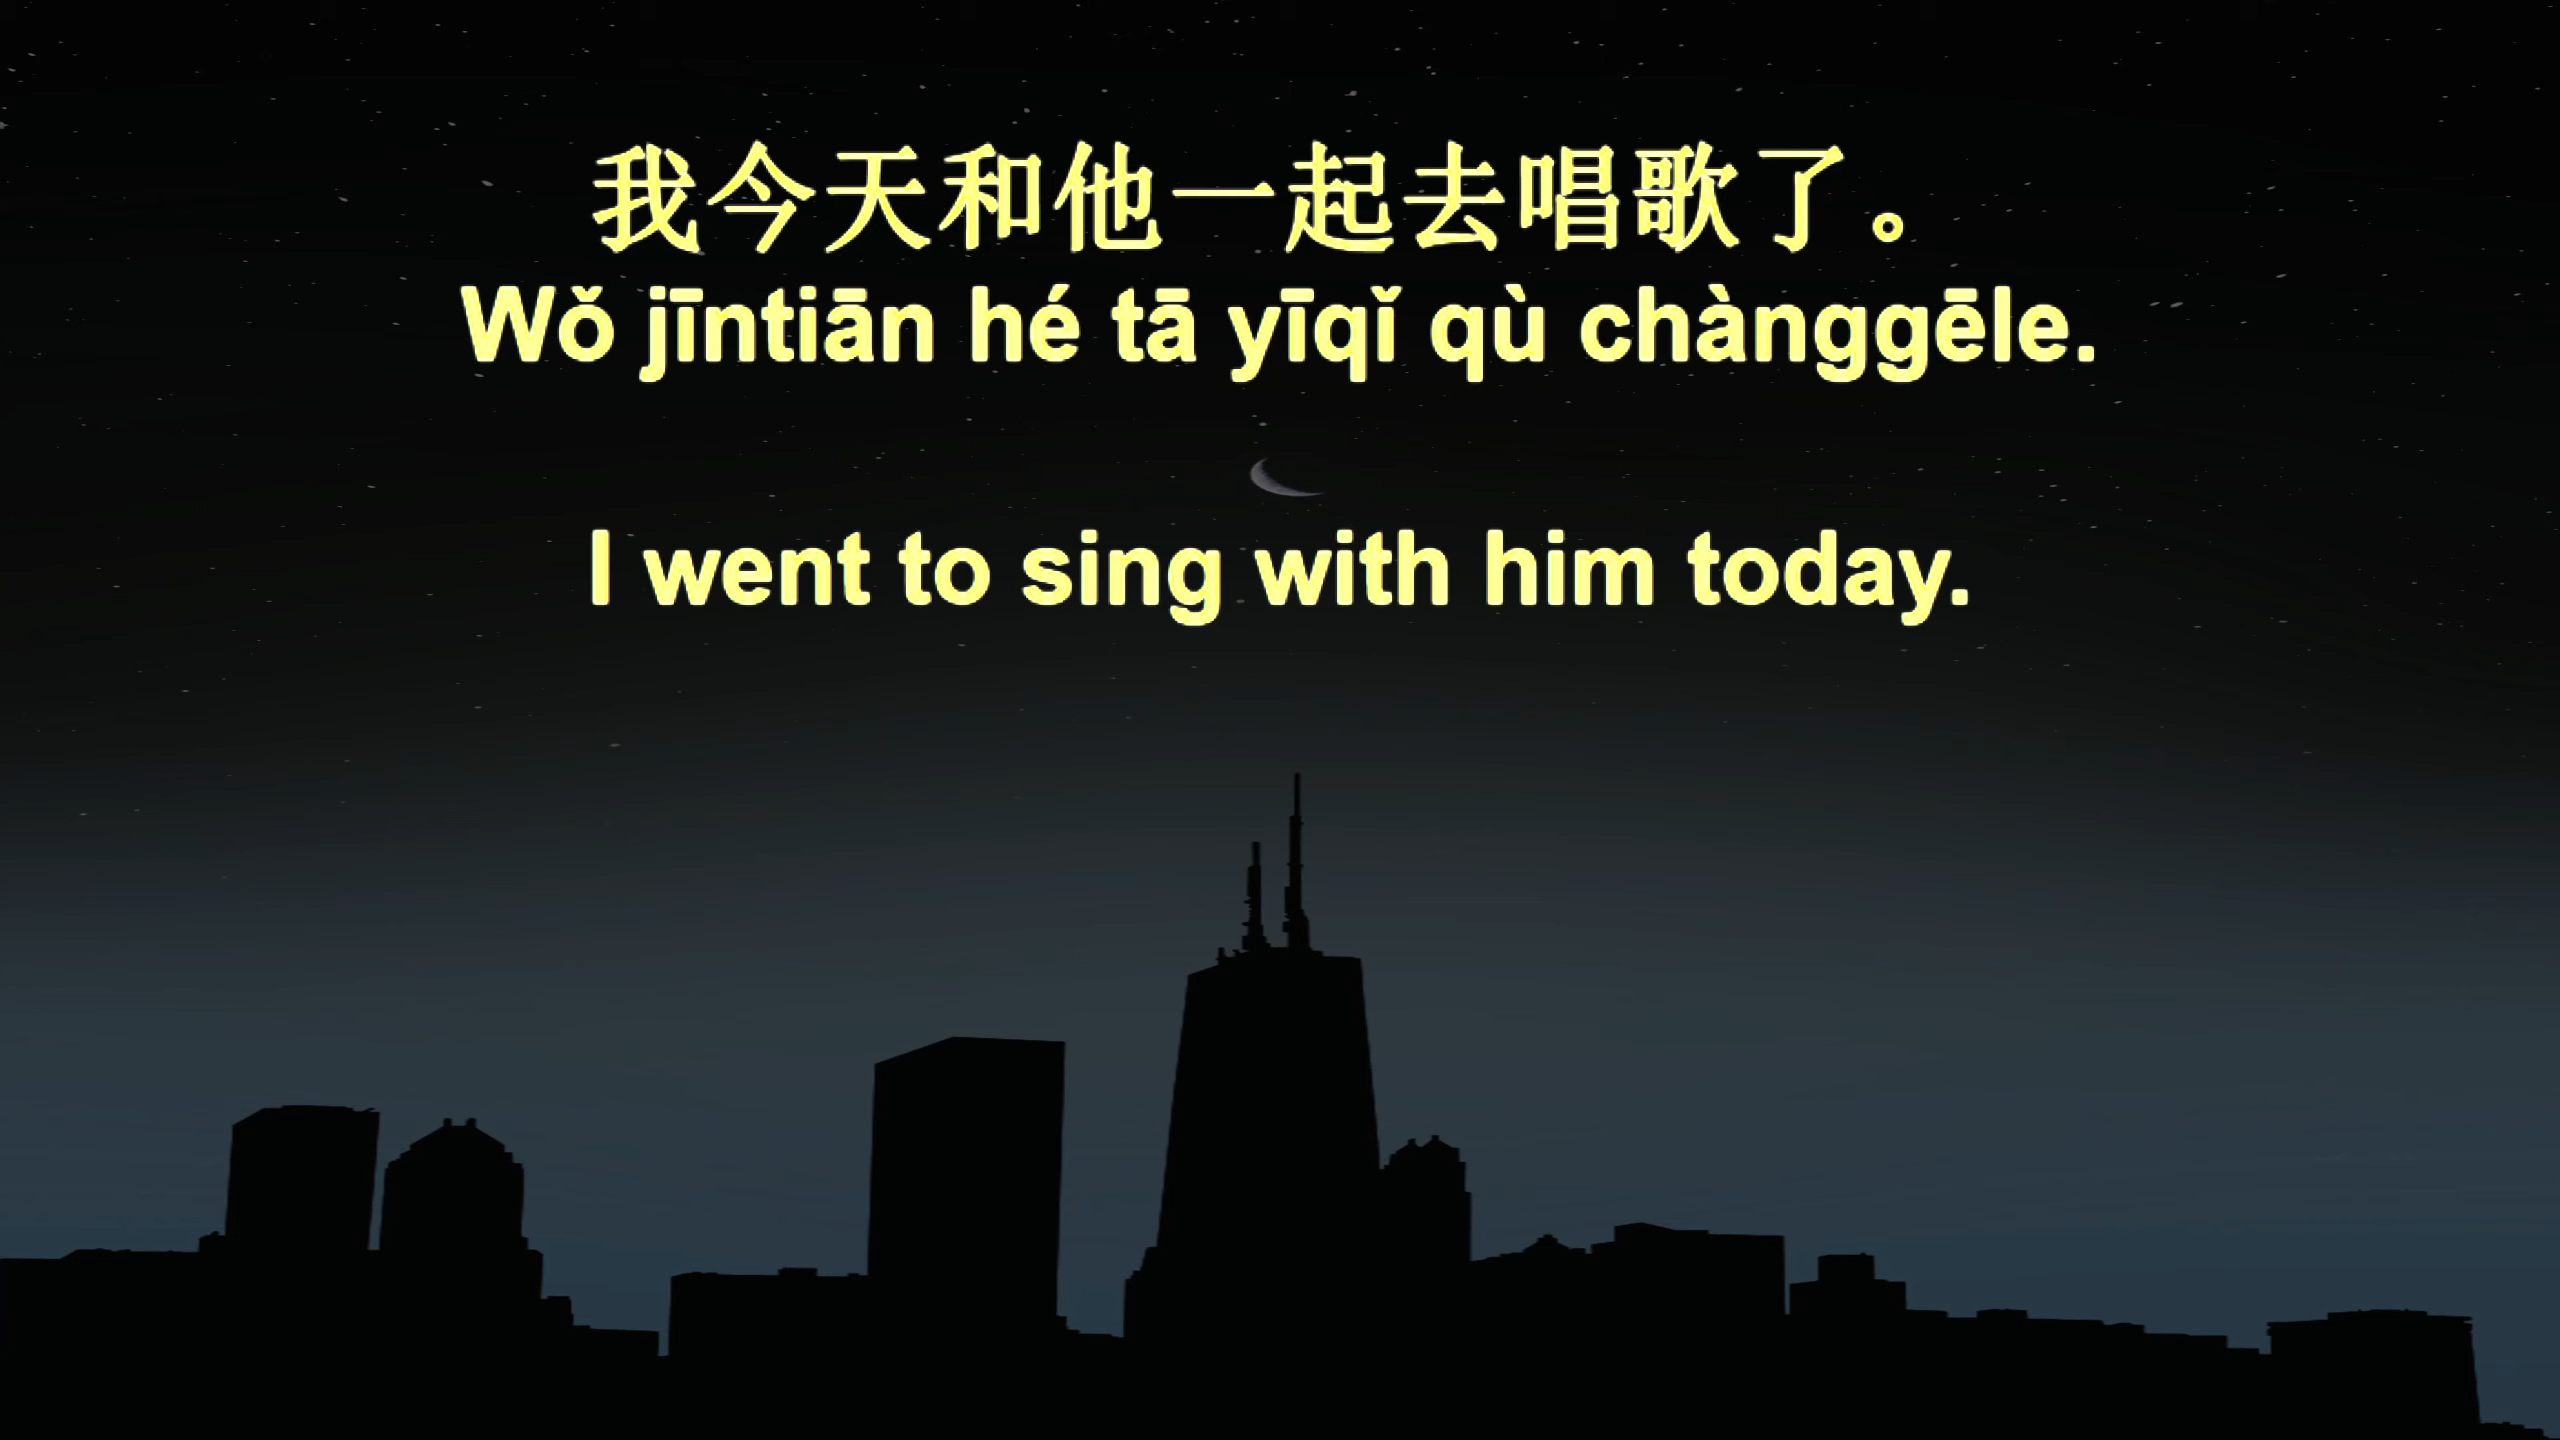 我今天和他一起去唱歌了。
Wǒ jīntiān hé tā yīqǐ qù chànggēle.
I went to sing with him today.